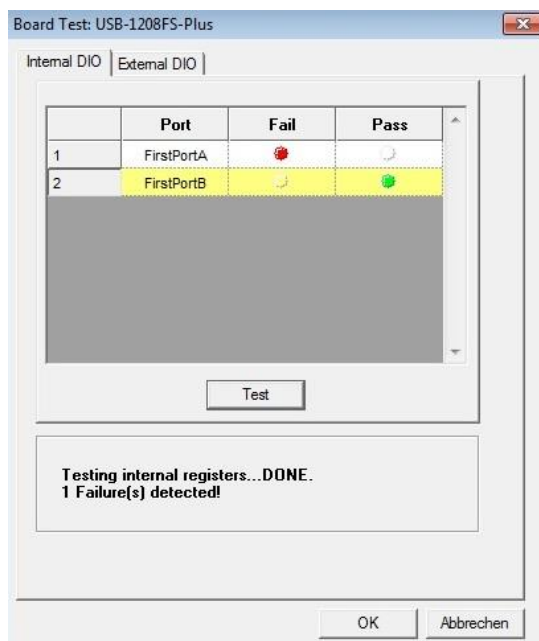 Board Test: USB-1208FS-Plus
Internal DIO External DIO
Port Fail Pass
1 FirstPortA
2 FirstPortB
Test
Testing internal registers...DONE.
1 Failure(s) detected!
OK Abbrechen